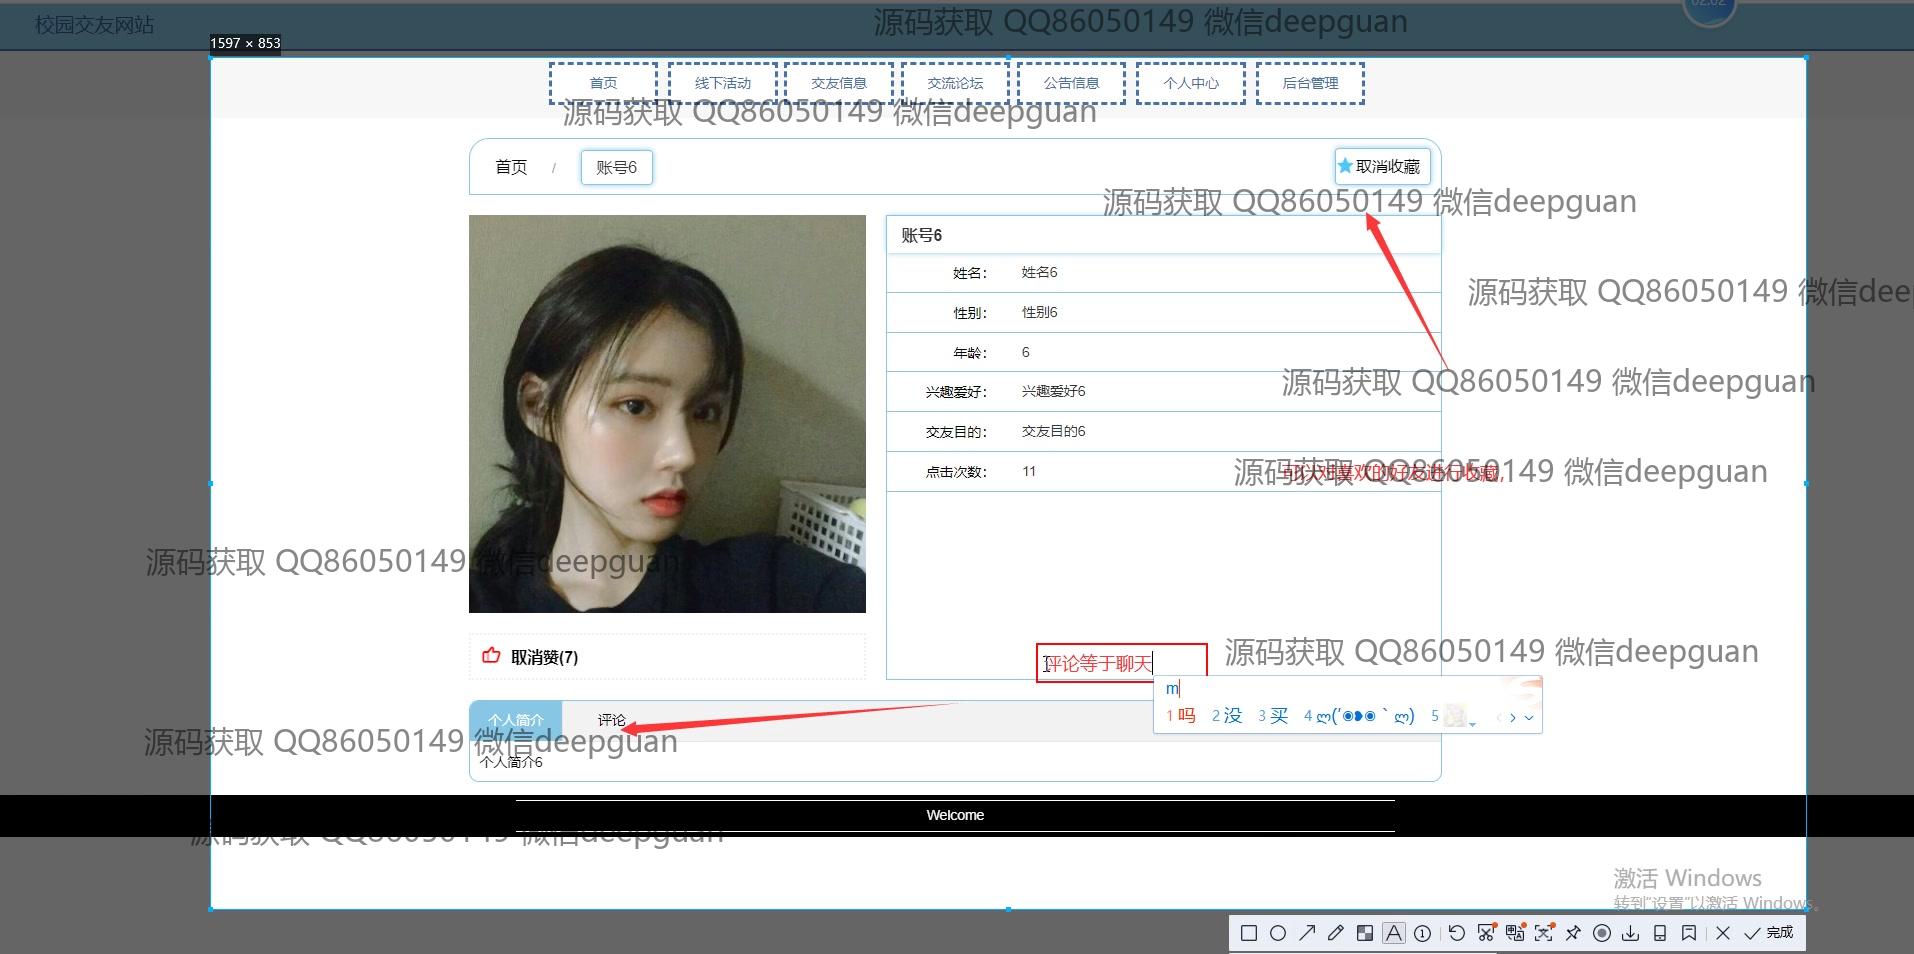 校园交友网站
源码获取 QQ86050149 微信deepguan
02:02
1597 × 853
首页 线下活动 交友信息 交流论坛 公告信息 个人中心 后台管理
源码获取 QQ86050149 微信deepguan
首页 / 账号6 取消收藏
源码获取 QQ86050149 微信deepguan
账号6
姓名: 姓名6
源码获取 QQ86050149 微信dee
性别: 性别6
年龄: 6
源码获取 QQ86050149 微信deepguan
兴趣爱好: 兴趣爱好6
交友目的: 交友目的6
点击次数: 11
可以对喜欢的好友进行收藏,
源码获取 QQ86050149 微信deepguan
源码获取 QQ86050149 微信deepguan
取消赞(7)
评论等于聊天
源码获取 QQ86050149 微信deepguan
m
1 吗 2 没 3 买 4 ლ(′◉❥◉｀ლ) 5
个人简介 评论
源码获取 QQ86050149 微信deepguan
个人简介6
Welcome
源码获取 QQ86050149 微信deepguan
激活 Windows
转到"设置"以激活 Windows。
完成